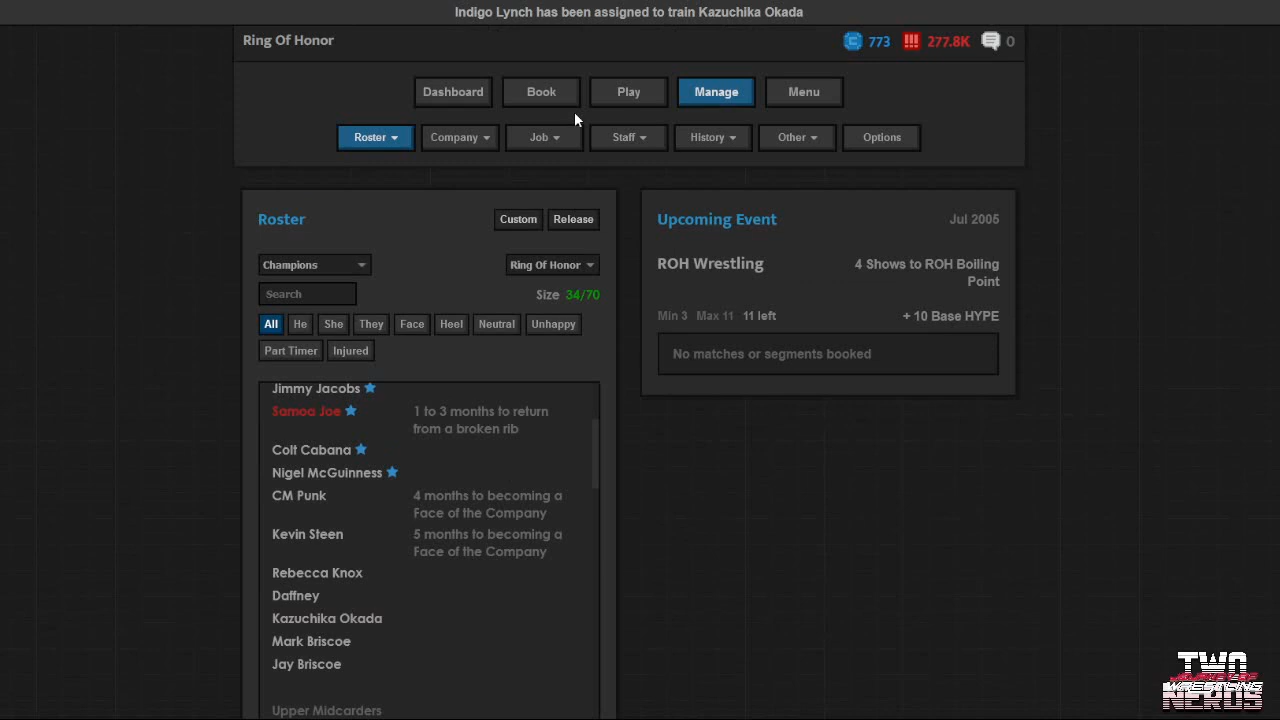 Indigo Lynch has been assigned to train Kazuchika Okada
Ring Of Honor
773
277.8K
0
Dashboard
Book
Play
Manage
Menu
Roster
Company
Job
Staff
History
Other
Options
Roster
Custom
Release
Champions
Ring Of Honor
Search
Size 34/70
All
He
She
They
Face
Heel
Neutral
Unhappy
Part Timer
Injured
Jimmy Jacobs
Samoa Joe
1 to 3 months to return
from a broken rib
Colt Cabana
Nigel McGuinness
CM Punk
4 months to becoming a
Face of the Company
Kevin Steen
5 months to becoming a
Face of the Company
Rebecca Knox
Daffney
Kazuchika Okada
Mark Briscoe
Jay Briscoe
Upper Midcarders
Upcoming Event
Jul 2005
ROH Wrestling
4 Shows to ROH Boiling
Point
Min 3 Max 11 11 left
+ 10 Base HYPE
No matches or segments booked
TWO
WRESTLING
NERDS